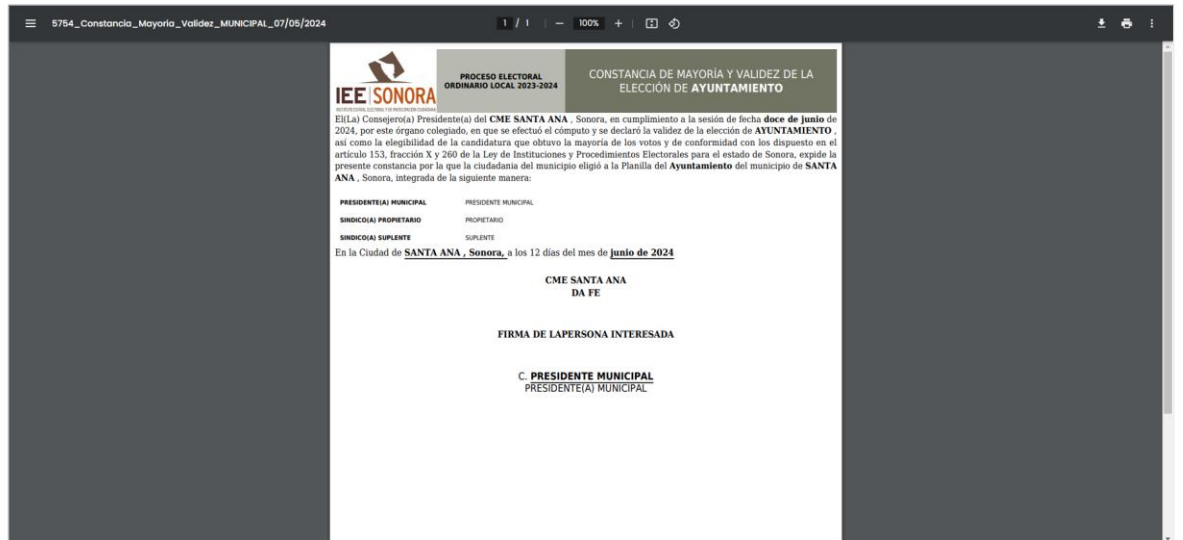 5754_Constancia_Mayoria_Validez_MUNICIPAL_07/05/2024
1 / 1
100%
IEE SONORA
PROCESO ELECTORAL
ORDINARIO LOCAL 2023-2024
CONSTANCIA DE MAYORÍA Y VALIDEZ DE LA
ELECCIÓN DE AYUNTAMIENTO
El(La) Consejero(a) Presidente(a) del CME SANTA ANA , Sonora, en cumplimiento a la sesión de fecha doce de junio de
2024, por este órgano colegiado, en que se efectuó el cómputo y se declaró la validez de la elección de AYUNTAMIENTO ,
así como la elegibilidad de la candidatura que obtuvo la mayoría de los votos y de conformidad con los dispuesto en el
artículo 153, fracción X y 260 de la Ley de Instituciones y Procedimientos Electorales para el estado de Sonora, expide la
presente constancia por la que la ciudadania del municipio eligió a la Planilla del Ayuntamiento del municipio de SANTA
ANA , Sonora, integrada de la siguiente manera:
PRESIDENTE(A) MUNICIPAL PRESIDENTE MUNICIPAL
SINDICO(A) PROPIETARIO PROPIETARIO
SINDICO(A) SUPLENTE SUPLENTE
En la Ciudad de SANTA ANA , Sonora, a los 12 días del mes de junio de 2024
CME SANTA ANA
DA FE
FIRMA DE LAPERSONA INTERESADA
C. PRESIDENTE MUNICIPAL
PRESIDENTE(A) MUNICIPAL